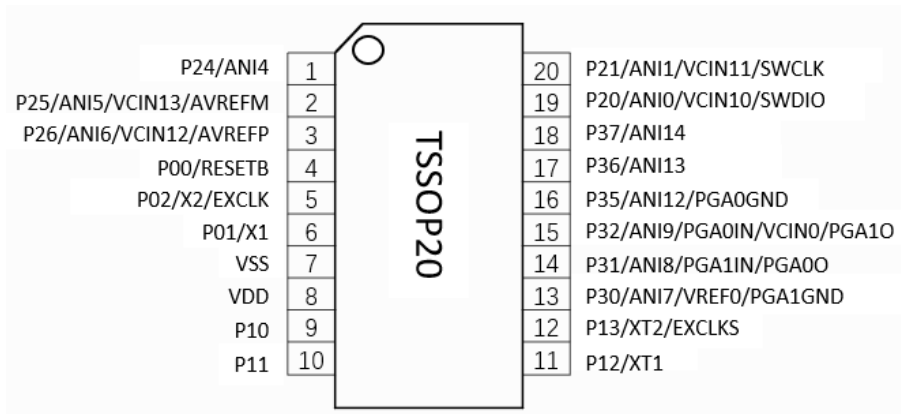 P24/ANI4 1
P25/ANI5/VCIN13/AVREFM 2
P26/ANI6/VCIN12/AVREFP 3
P00/RESETB 4
P02/X2/EXCLK 5
P01/X1 6
VSS 7
VDD 8
P10 9
P11 10
TSSOP20
20 P21/ANI1/VCIN11/SWCLK
19 P20/ANI0/VCIN10/SWDIO
18 P37/ANI14
17 P36/ANI13
16 P35/ANI12/PGA0GND
15 P32/ANI9/PGA0IN/VCIN0/PGA1O
14 P31/ANI8/PGA1IN/PGA0O
13 P30/ANI7/VREF0/PGA1GND
12 P13/XT2/EXCLKS
11 P12/XT1